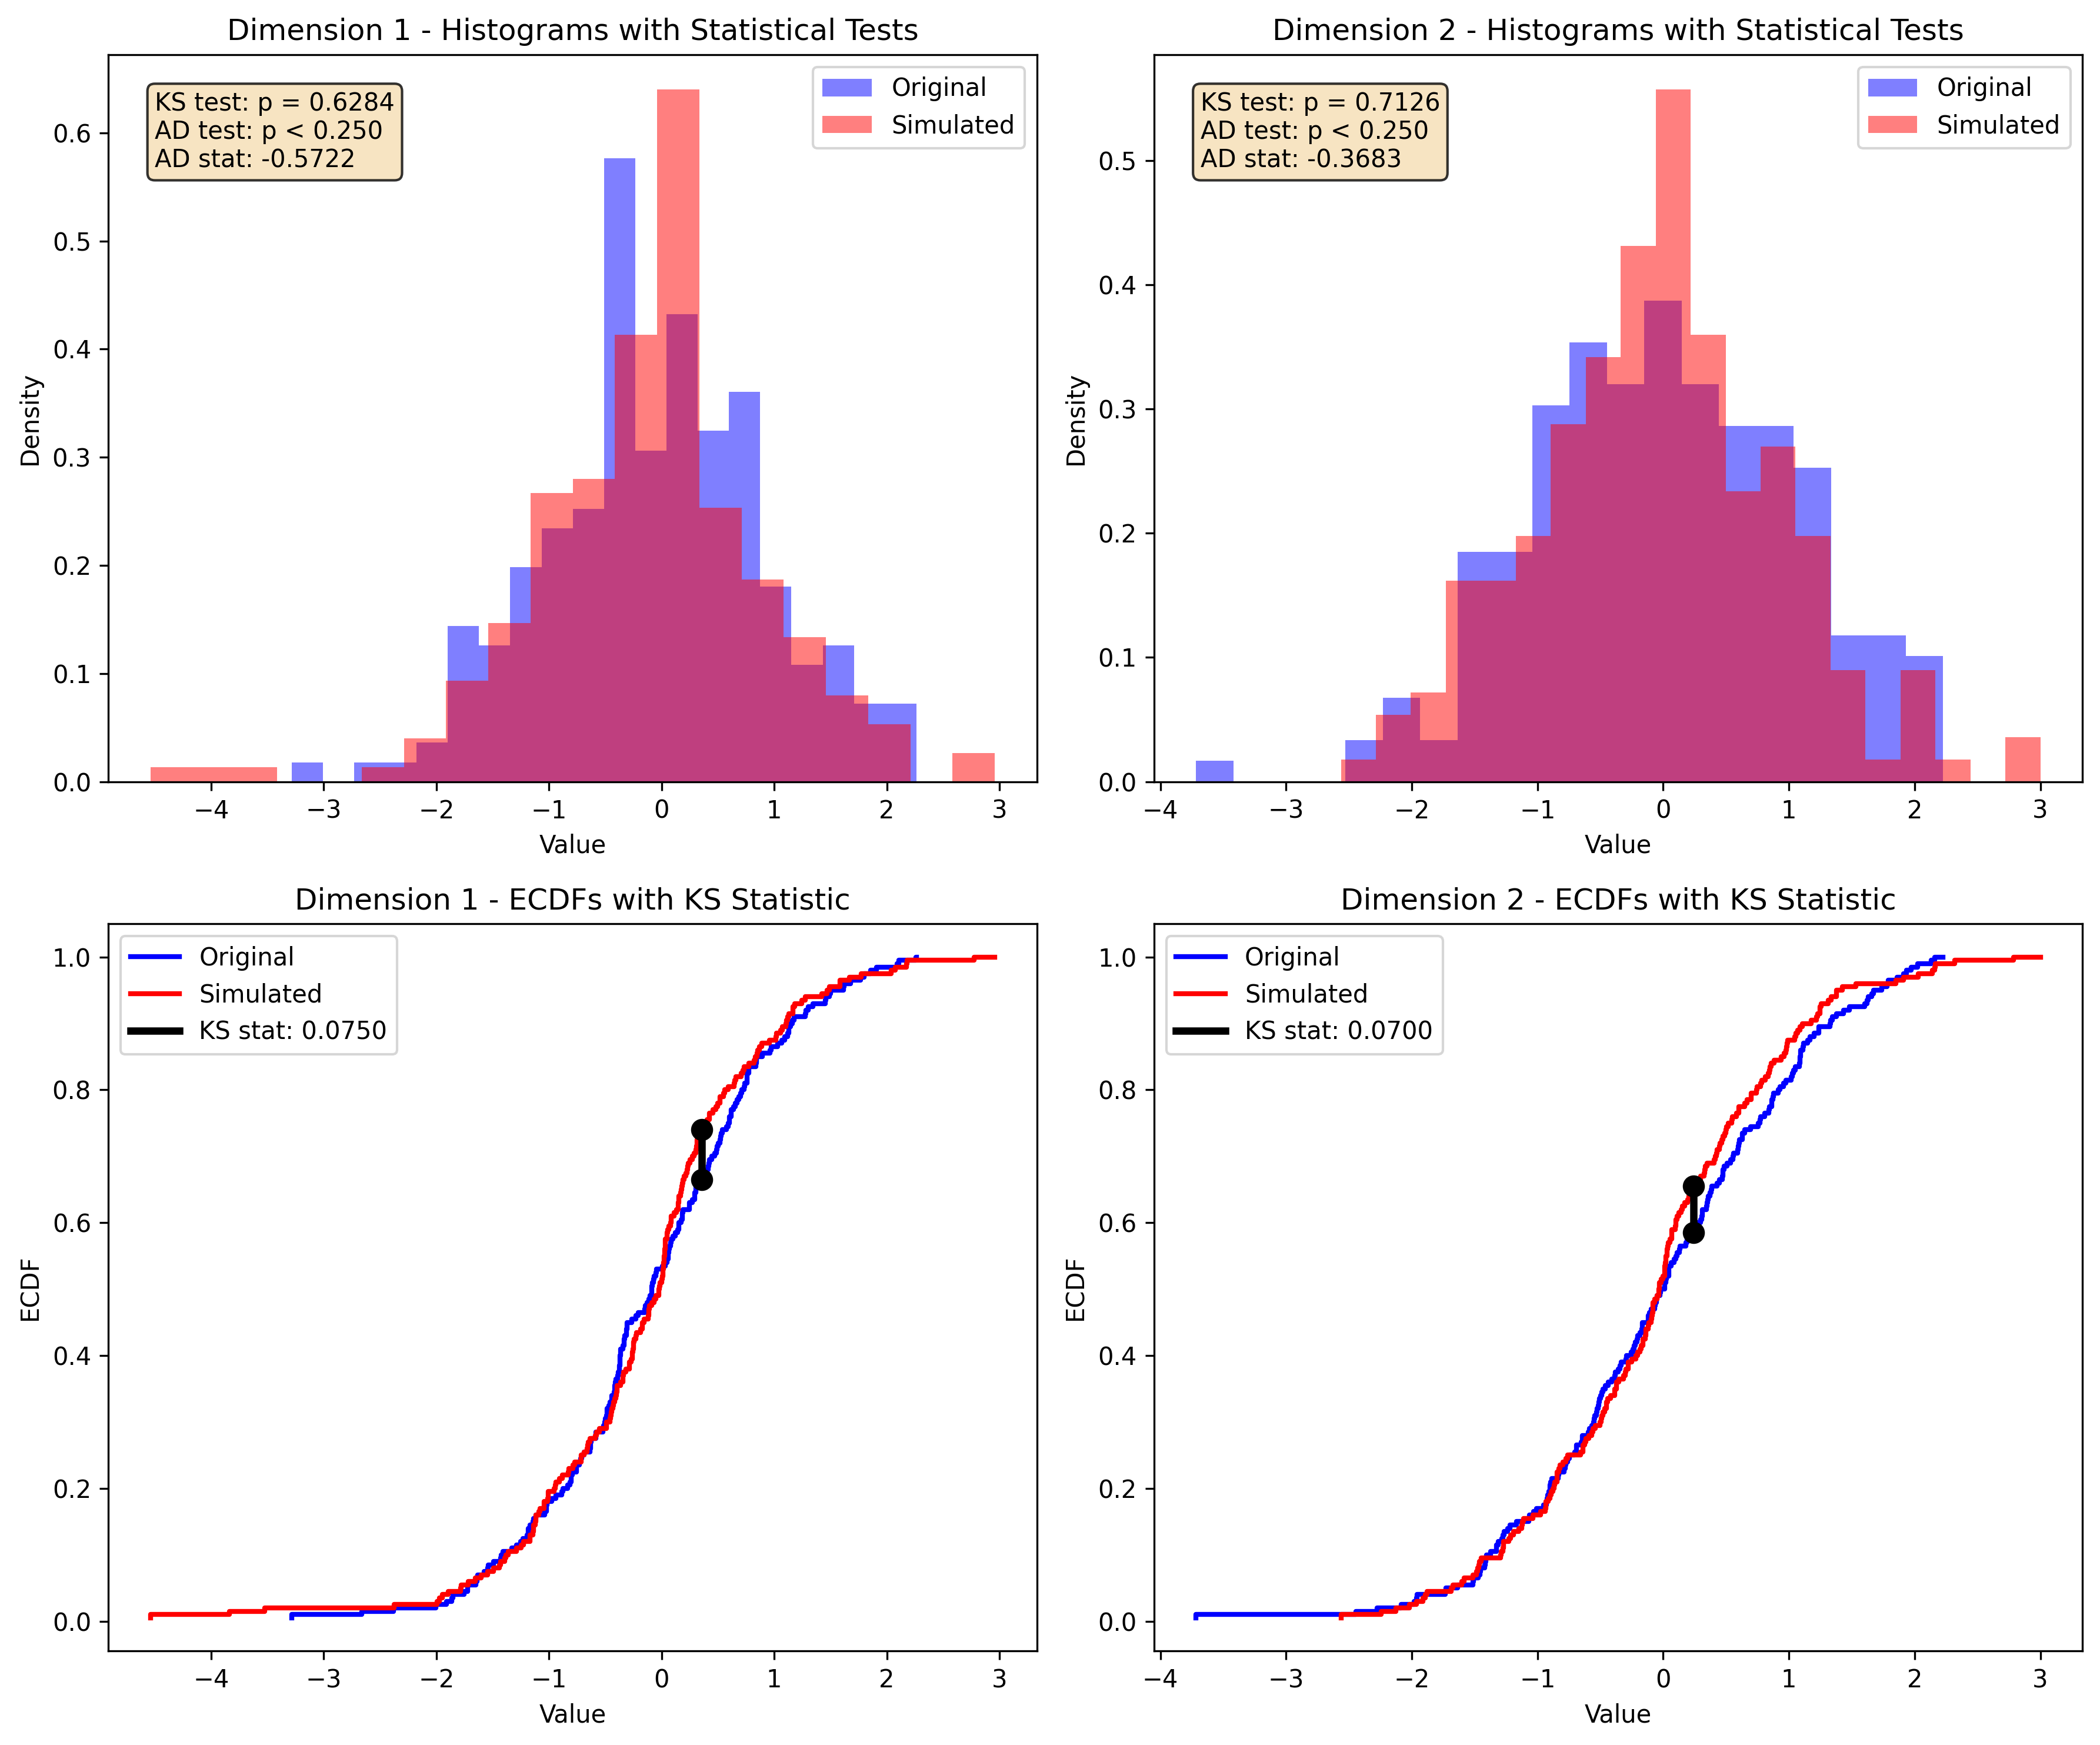 Dimension 1 - Histograms with Statistical Tests
KS test: p = 0.6284
AD test: p < 0.250
AD stat: -0.5722
Original
Simulated
0.6
0.5
0.4
0.3
0.2
0.1
0.0
Density
−4 −3 −2 −1 0 1 2 3
Value
Dimension 2 - Histograms with Statistical Tests
KS test: p = 0.7126
AD test: p < 0.250
AD stat: -0.3683
Original
Simulated
0.5
0.4
0.3
0.2
0.1
0.0
Density
−4 −3 −2 −1 0 1 2 3
Value
Dimension 1 - ECDFs with KS Statistic
Original
Simulated
KS stat: 0.0750
1.0
0.8
0.6
0.4
0.2
0.0
ECDF
−4 −3 −2 −1 0 1 2 3
Value
Dimension 2 - ECDFs with KS Statistic
Original
Simulated
KS stat: 0.0700
1.0
0.8
0.6
0.4
0.2
0.0
ECDF
−4 −3 −2 −1 0 1 2 3
Value